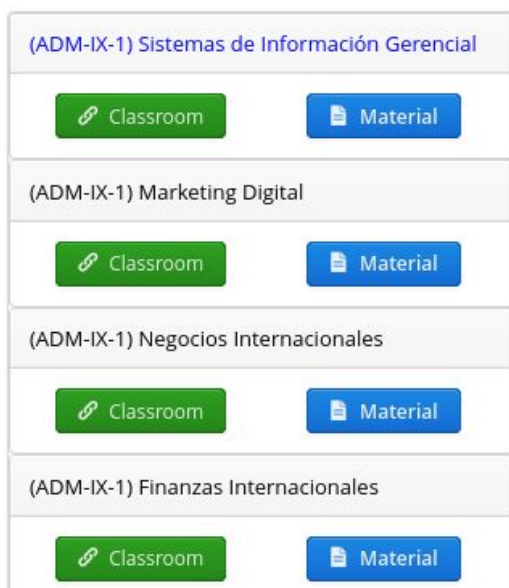 (ADM-IX-1) Sistemas de Información Gerencial
Classroom Material
(ADM-IX-1) Marketing Digital
Classroom Material
(ADM-IX-1) Negocios Internacionales
Classroom Material
(ADM-IX-1) Finanzas Internacionales
Classroom Material